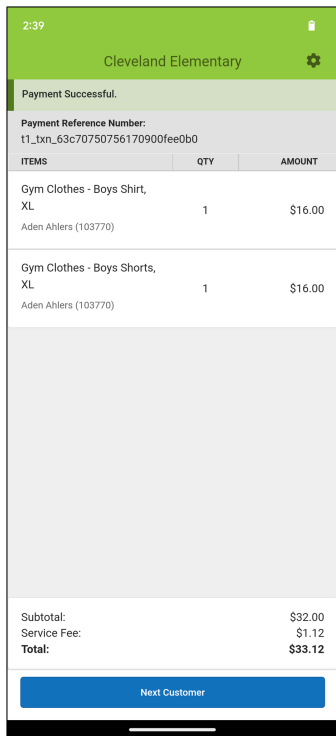 2:39
Cleveland Elementary
Payment Successful.
Payment Reference Number:
t1_txn_63c70750756170900fee0b0
ITEMS QTY AMOUNT
Gym Clothes - Boys Shirt,
XL
1 $16.00
Aden Ahlers (103770)
Gym Clothes - Boys Shorts,
XL
1 $16.00
Aden Ahlers (103770)
Subtotal: $32.00
Service Fee: $1.12
Total: $33.12
Next Customer